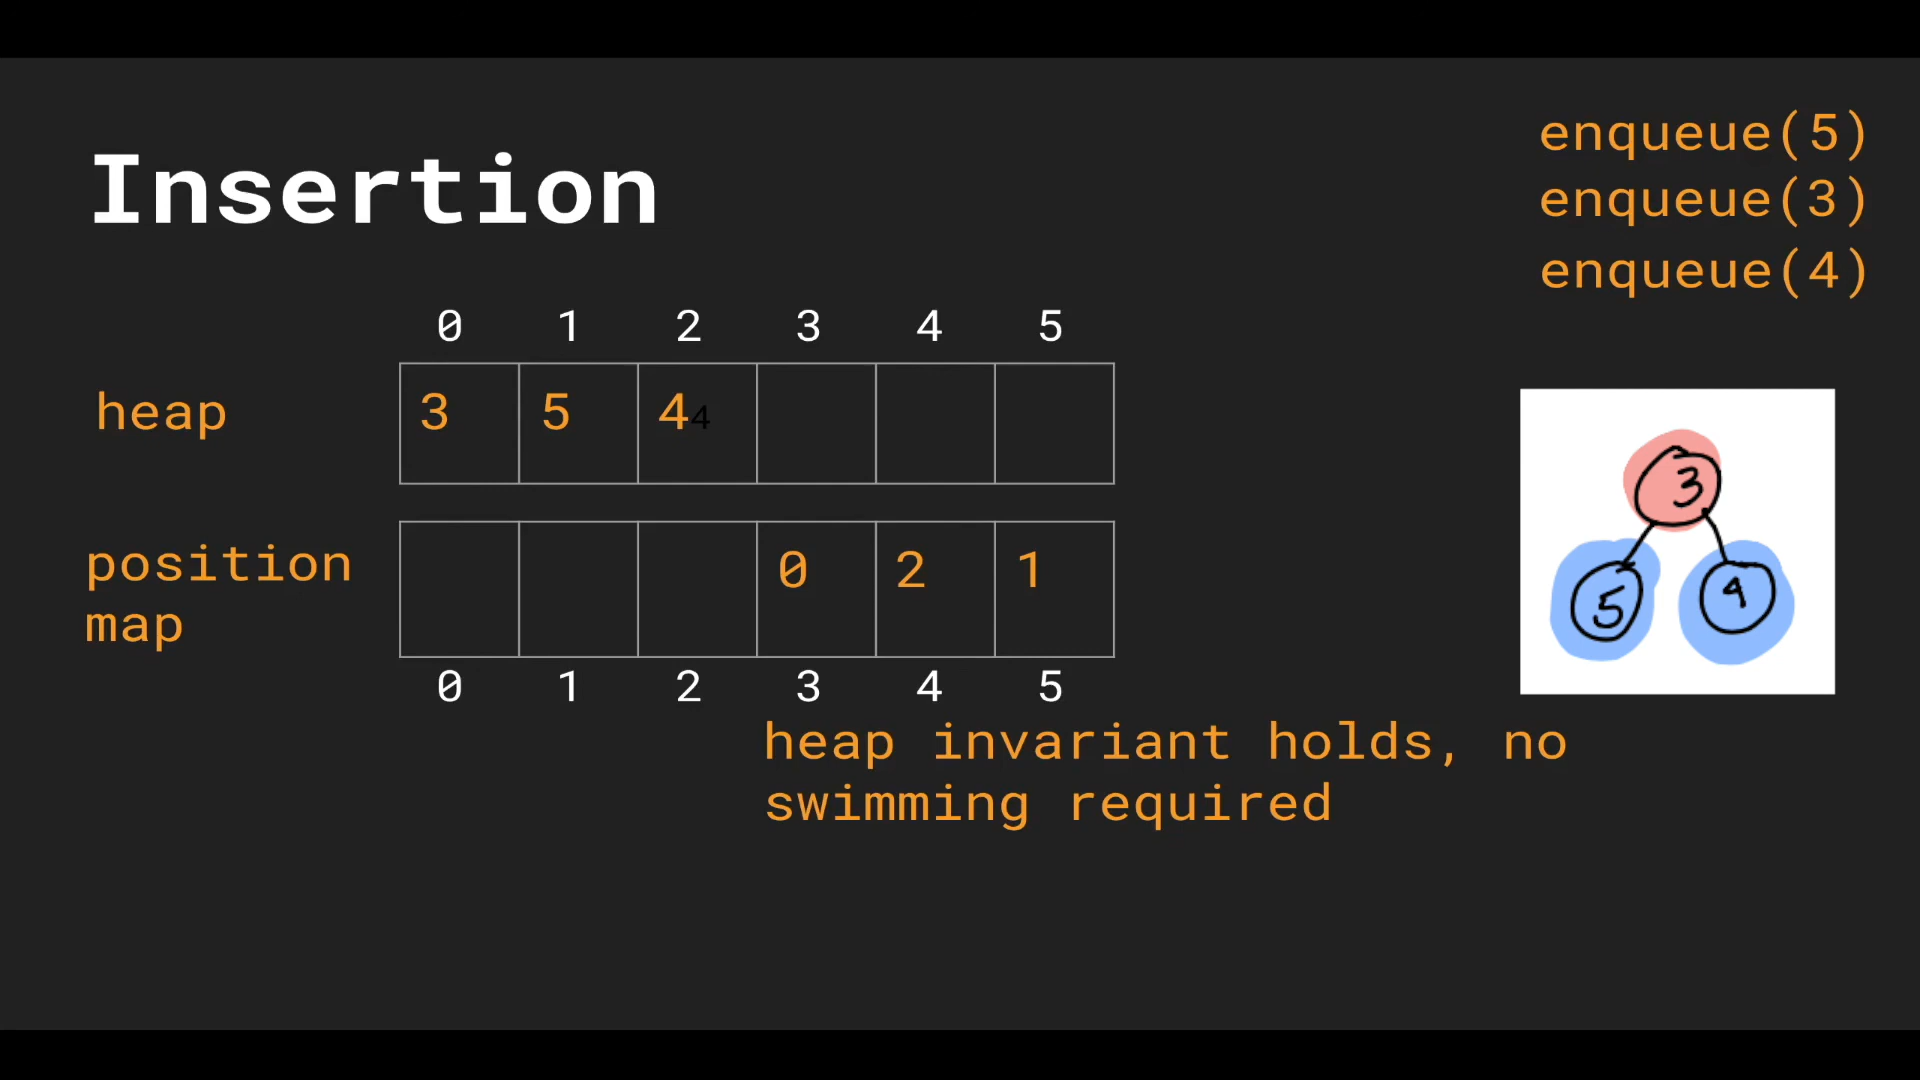 Insertion
enqueue(5)
enqueue(3)
enqueue(4)
0 1 2 3 4 5
heap
3 5 4 4
position
map
0 2 1
0 1 2 3 4 5
heap invariant holds, no
swimming required
3
5 4